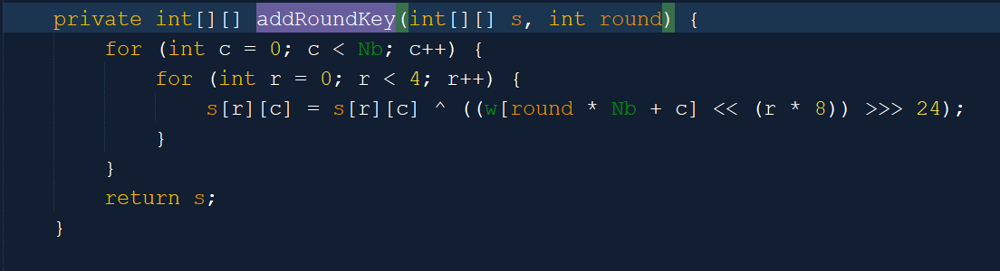 private int[][] addRoundKey(int[][] s, int round) {
for (int c = 0; c < Nb; c++) {
for (int r = 0; r < 4; r++) {
s[r][c] = s[r][c] ^ ((w[round * Nb + c] << (r * 8)) >>> 24);
}
}
return s;
}